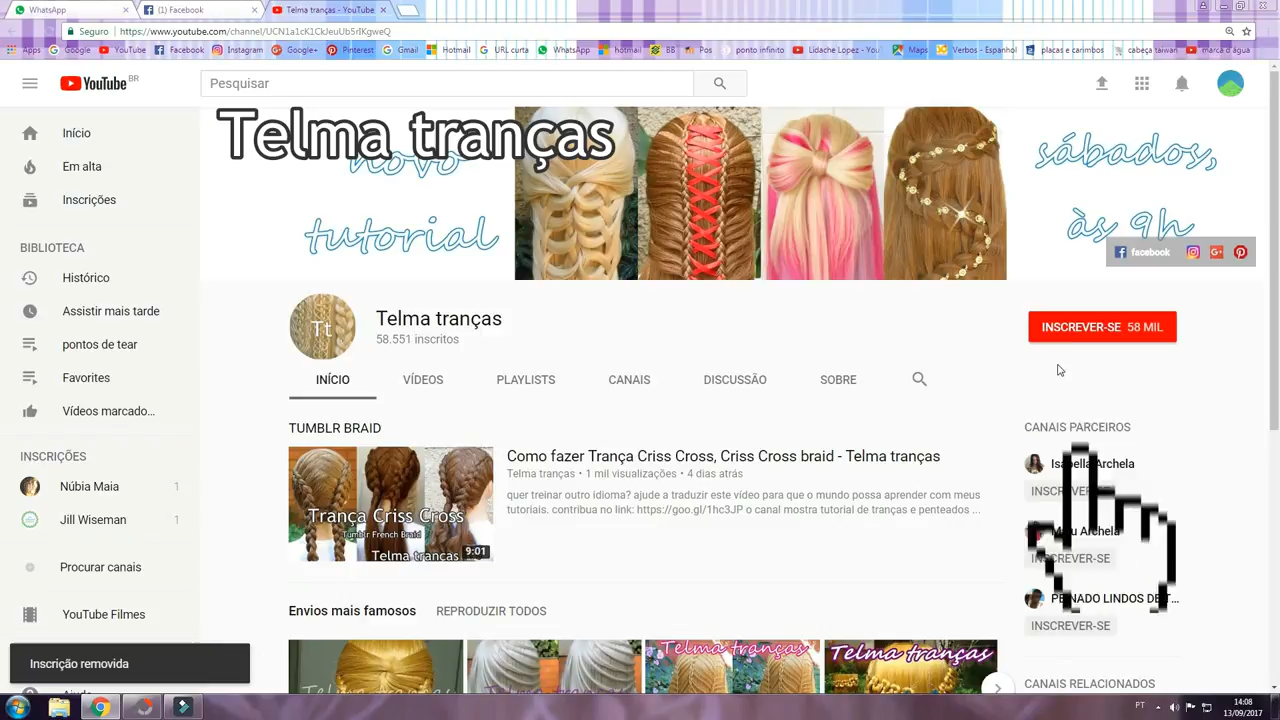 WhatsApp
(1) Facebook
Telma tranças - YouTube
Seguro
https://www.youtube.com/channel/UCN1a1cK1CkJeuUb5rIKgweQ
Apps
Google
YouTube
Facebook
Instagram
Google+
Pinterest
Gmail
Hotmail
URL curta
WhatsApp
hotmail
BB
Pos
ponto infinito
Lidache Lopez - You
Maps
Verbos - Espanhol
placas e carimbos
cabeça taiwan
marca d'agua
YouTube BR
Pesquisar
Início
Em alta
Inscrições
BIBLIOTECA
Histórico
Assistir mais tarde
pontos de tear
Favorites
Vídeos marcado...
INSCRIÇÕES
Núbia Maia 1
Jill Wiseman 1
Procurar canais
YouTube Filmes
Inscrição removida
Telma tranças
novo
tutorial
sábados,
às 9h
facebook
Tt
Telma tranças
58.551 inscritos
INSCREVER-SE 58 MIL
INÍCIO
VÍDEOS
PLAYLISTS
CANAIS
DISCUSSÃO
SOBRE
TUMBLR BRAID
Trança Criss Cross
Tumblr French Braid
Telma trancas
9:01
Como fazer Trança Criss Cross, Criss Cross braid - Telma tranças
Telma tranças • 1 mil visualizações • 4 dias atrás
quer treinar outro idioma? ajude a traduzir este vídeo para que o mundo possa aprender com meus
tutoriais. contribua no link: https://goo.gl/1hc3JP o canal mostra tutorial de tranças e penteados ...
Envios mais famosos
REPRODUZIR TODOS
Telma tranças
Telma tranças
CANAIS PARCEIROS
Isabella Archela
INSCREVER-SE
Archela
INSCREVER-SE
INSCREVER-SE
CANAIS RELACIONADOS
PT
14:08
13/09/2017